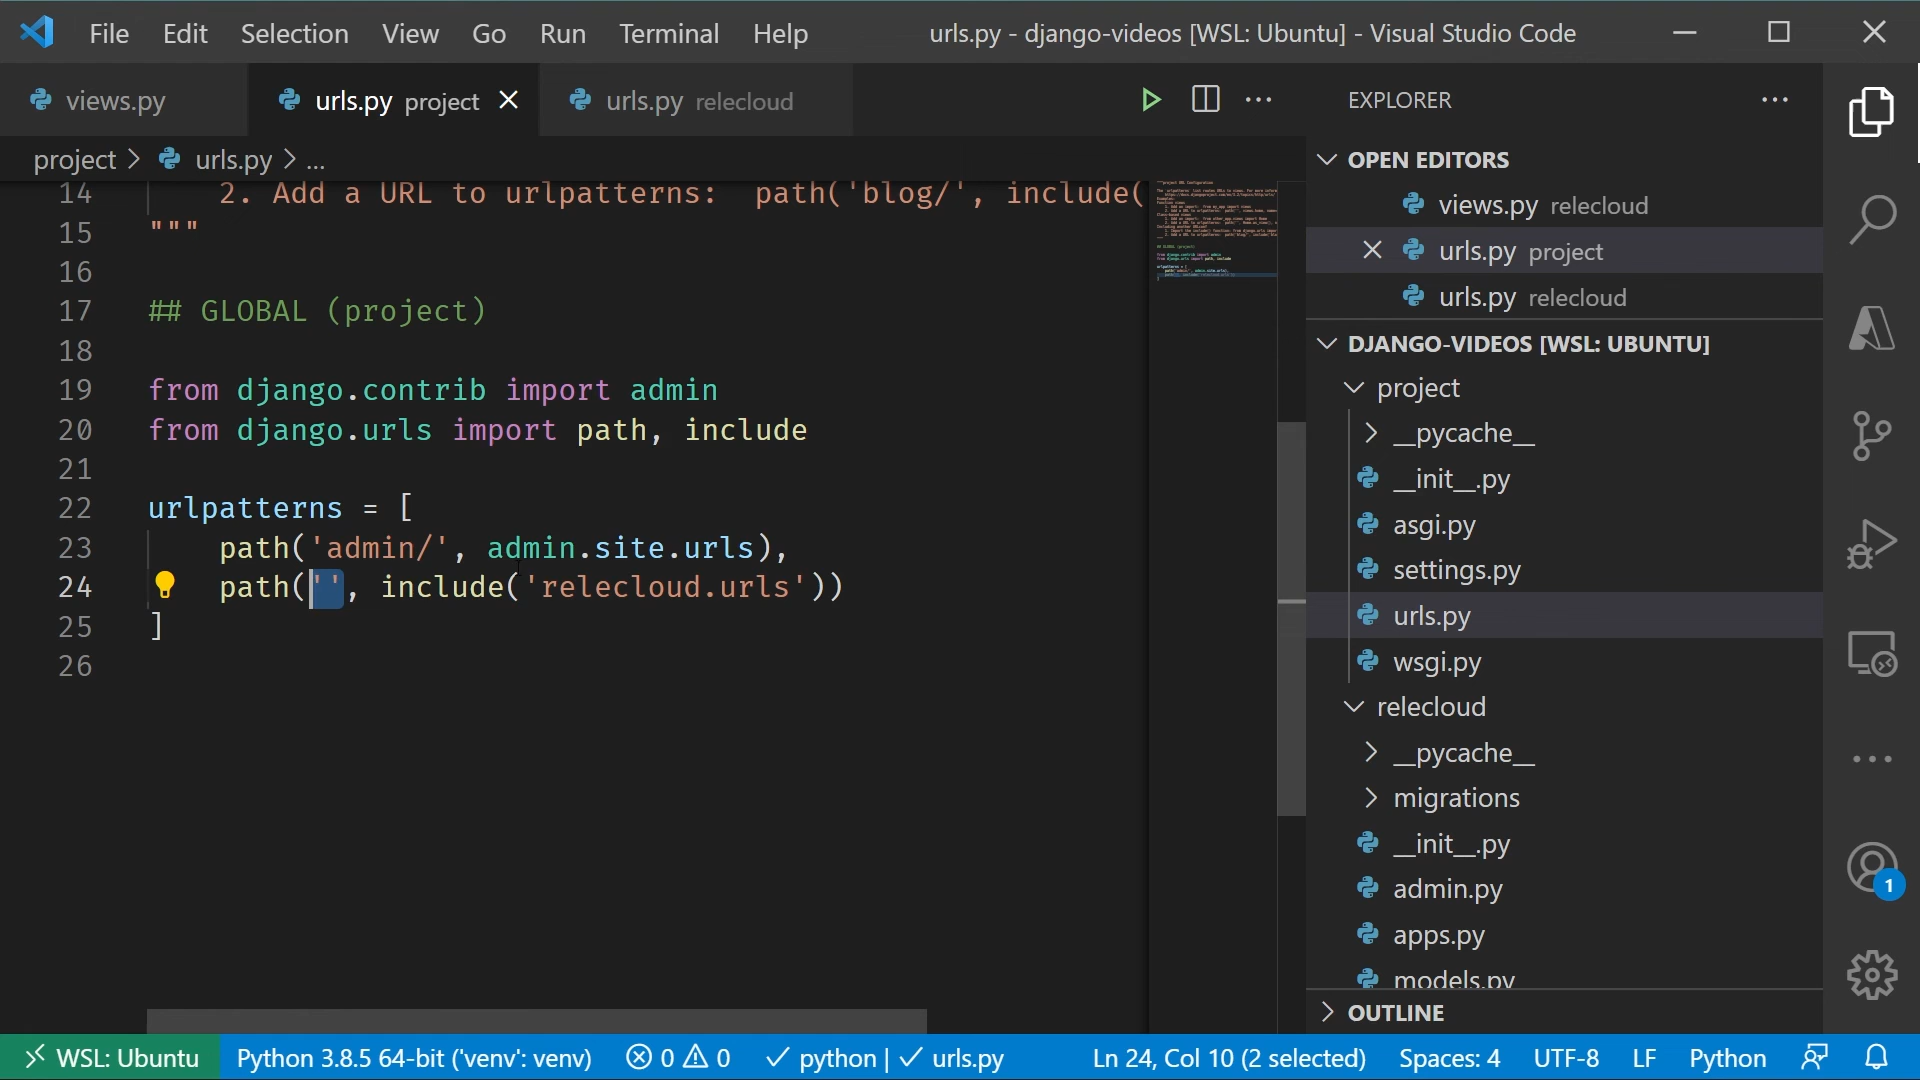 File Edit Selection View Go Run Terminal Help urls.py - django-videos [WSL: Ubuntu] - Visual Studio Code
views.py urls.py project urls.py relecloud
project > urls.py > ...
14 2. Add a URL to urlpatterns:  path('blog/', include(
15 """
16
17 ## GLOBAL (project)
18
19 from django.contrib import admin
20 from django.urls import path, include
21
22 urlpatterns = [
23 path('admin/', admin.site.urls),
24 path('', include('relecloud.urls'))
25 ]
26
EXPLORER
OPEN EDITORS
views.py relecloud
urls.py project
urls.py relecloud
DJANGO-VIDEOS [WSL: UBUNTU]
project
__pycache__
__init__.py
asgi.py
settings.py
urls.py
wsgi.py
relecloud
__pycache__
migrations
__init__.py
admin.py
apps.py
models.py
OUTLINE
1
WSL: Ubuntu Python 3.8.5 64-bit ('venv': venv) 0 0 python | urls.py Ln 24, Col 10 (2 selected) Spaces: 4 UTF-8 LF Python